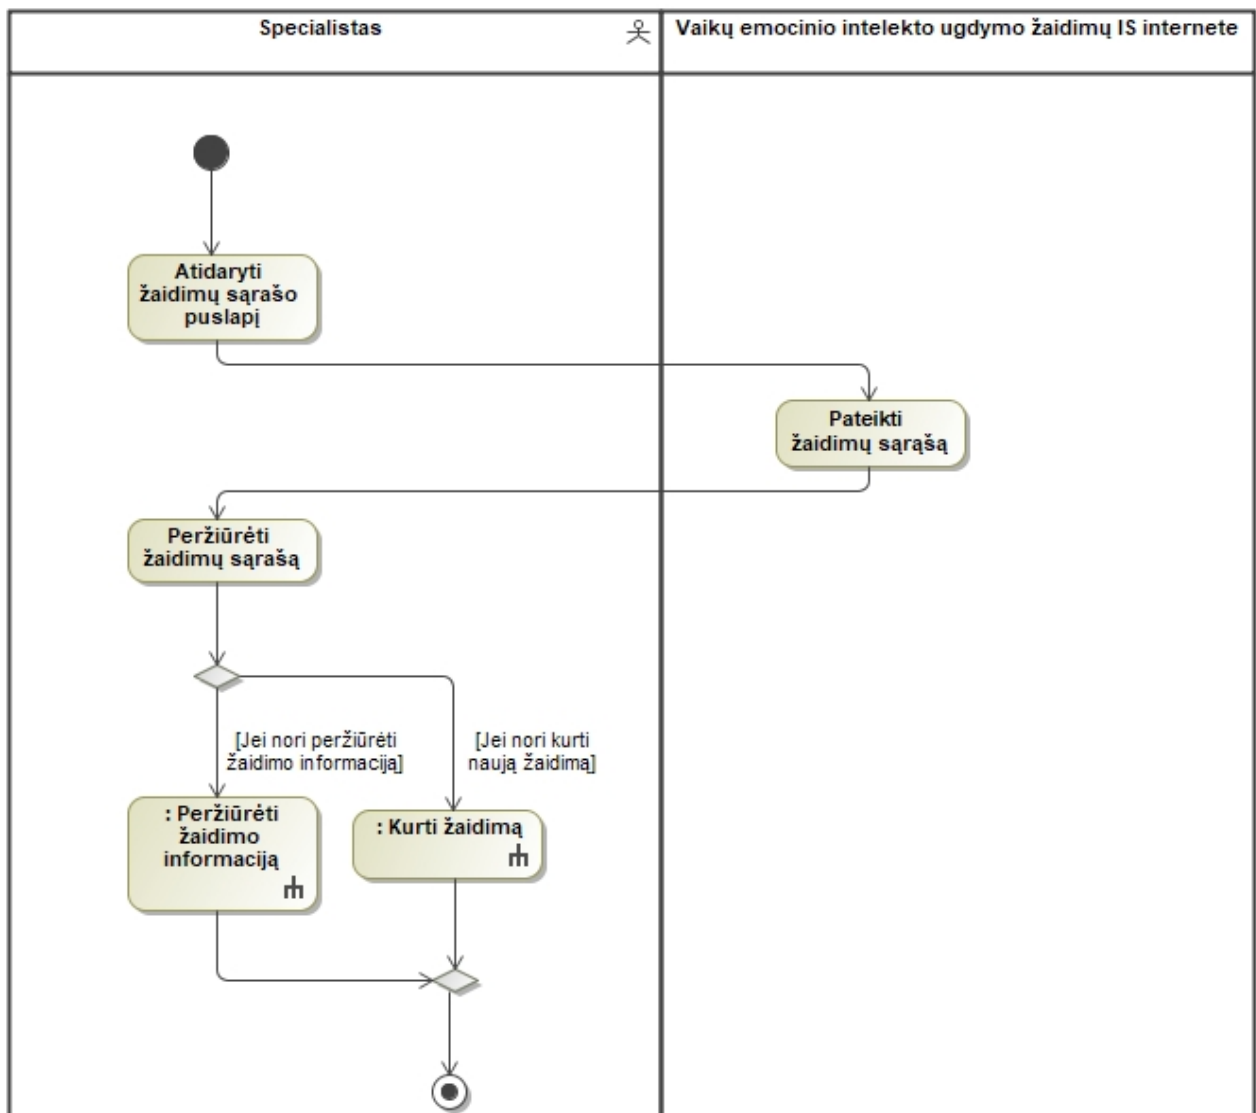 Specialistas
Vaikų emocinio intelekto ugdymo žaidimų IS internete
Atidaryti
žaidimų sąrašo
puslapį
Pateikti
žaidimų sąrąšą
Peržiūrėti
žaidimų sąrašą
[Jei nori peržiūrėti
žaidimo informaciją]
[Jei nori kurti
naują žaidimą]
: Peržiūrėti
žaidimo
informaciją
: Kurti žaidimą